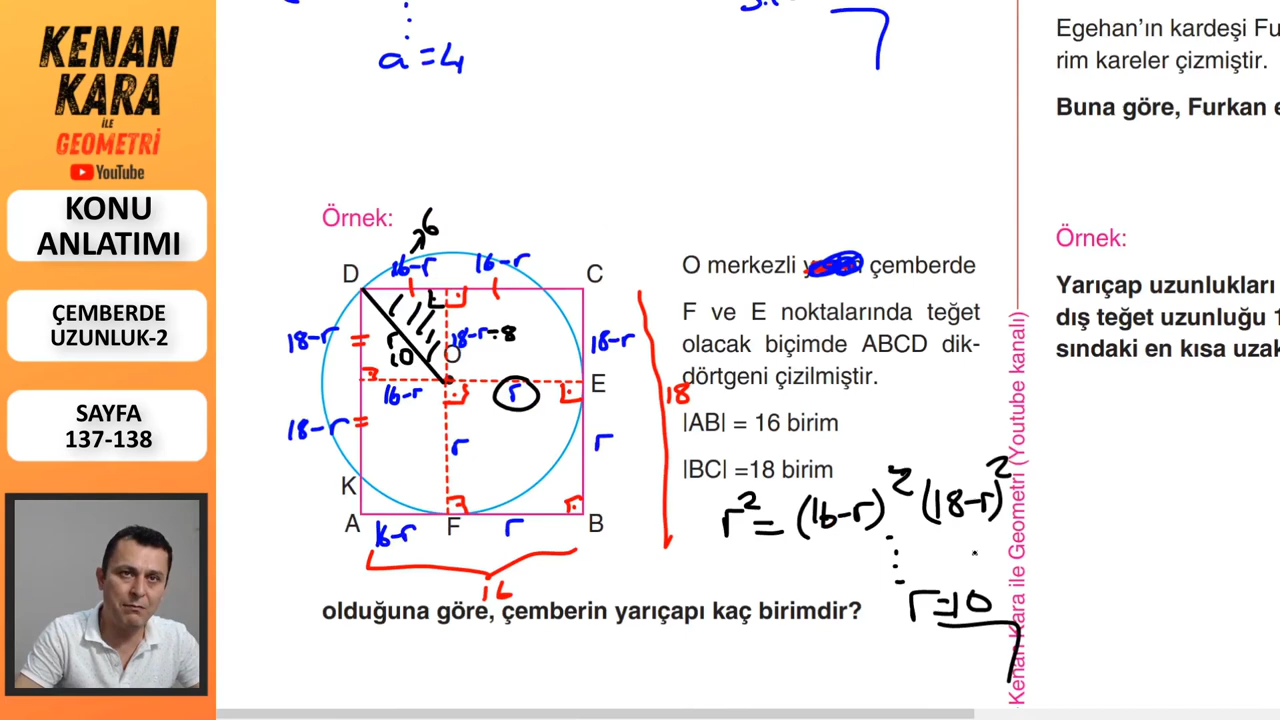 KENAN
KARA
İLE
GEOMETRİ
YouTube
KONU
ANLATIMI
ÇEMBERDE
UZUNLUK-2
SAYFA
137-138
a = 4
Örnek:
6
D
16-r
16-r
C
18-r
r
10
18-r = 8
O
18-r
16-r
r
E
18-r
r
r
K
A
16-r
F
r
B
16
18
O merkezli çemberde
F ve E noktalarında teğet
olacak biçimde ABCD dik-
dörtgeni çizilmiştir.
|AB| = 16 birim
|BC| =18 birim
r² = (16-r)² (18-r)²
r=10
olduğuna göre, çemberin yarıçapı kaç birimdir?
Kenan Kara ile Geometri (Youtube kanalı)
Egehan'ın kardeşi Fu
rim kareler çizmiştir.
Buna göre, Furkan e
Örnek:
Yarıçap uzunlukları
dış teğet uzunluğu 1
sındaki en kısa uzak